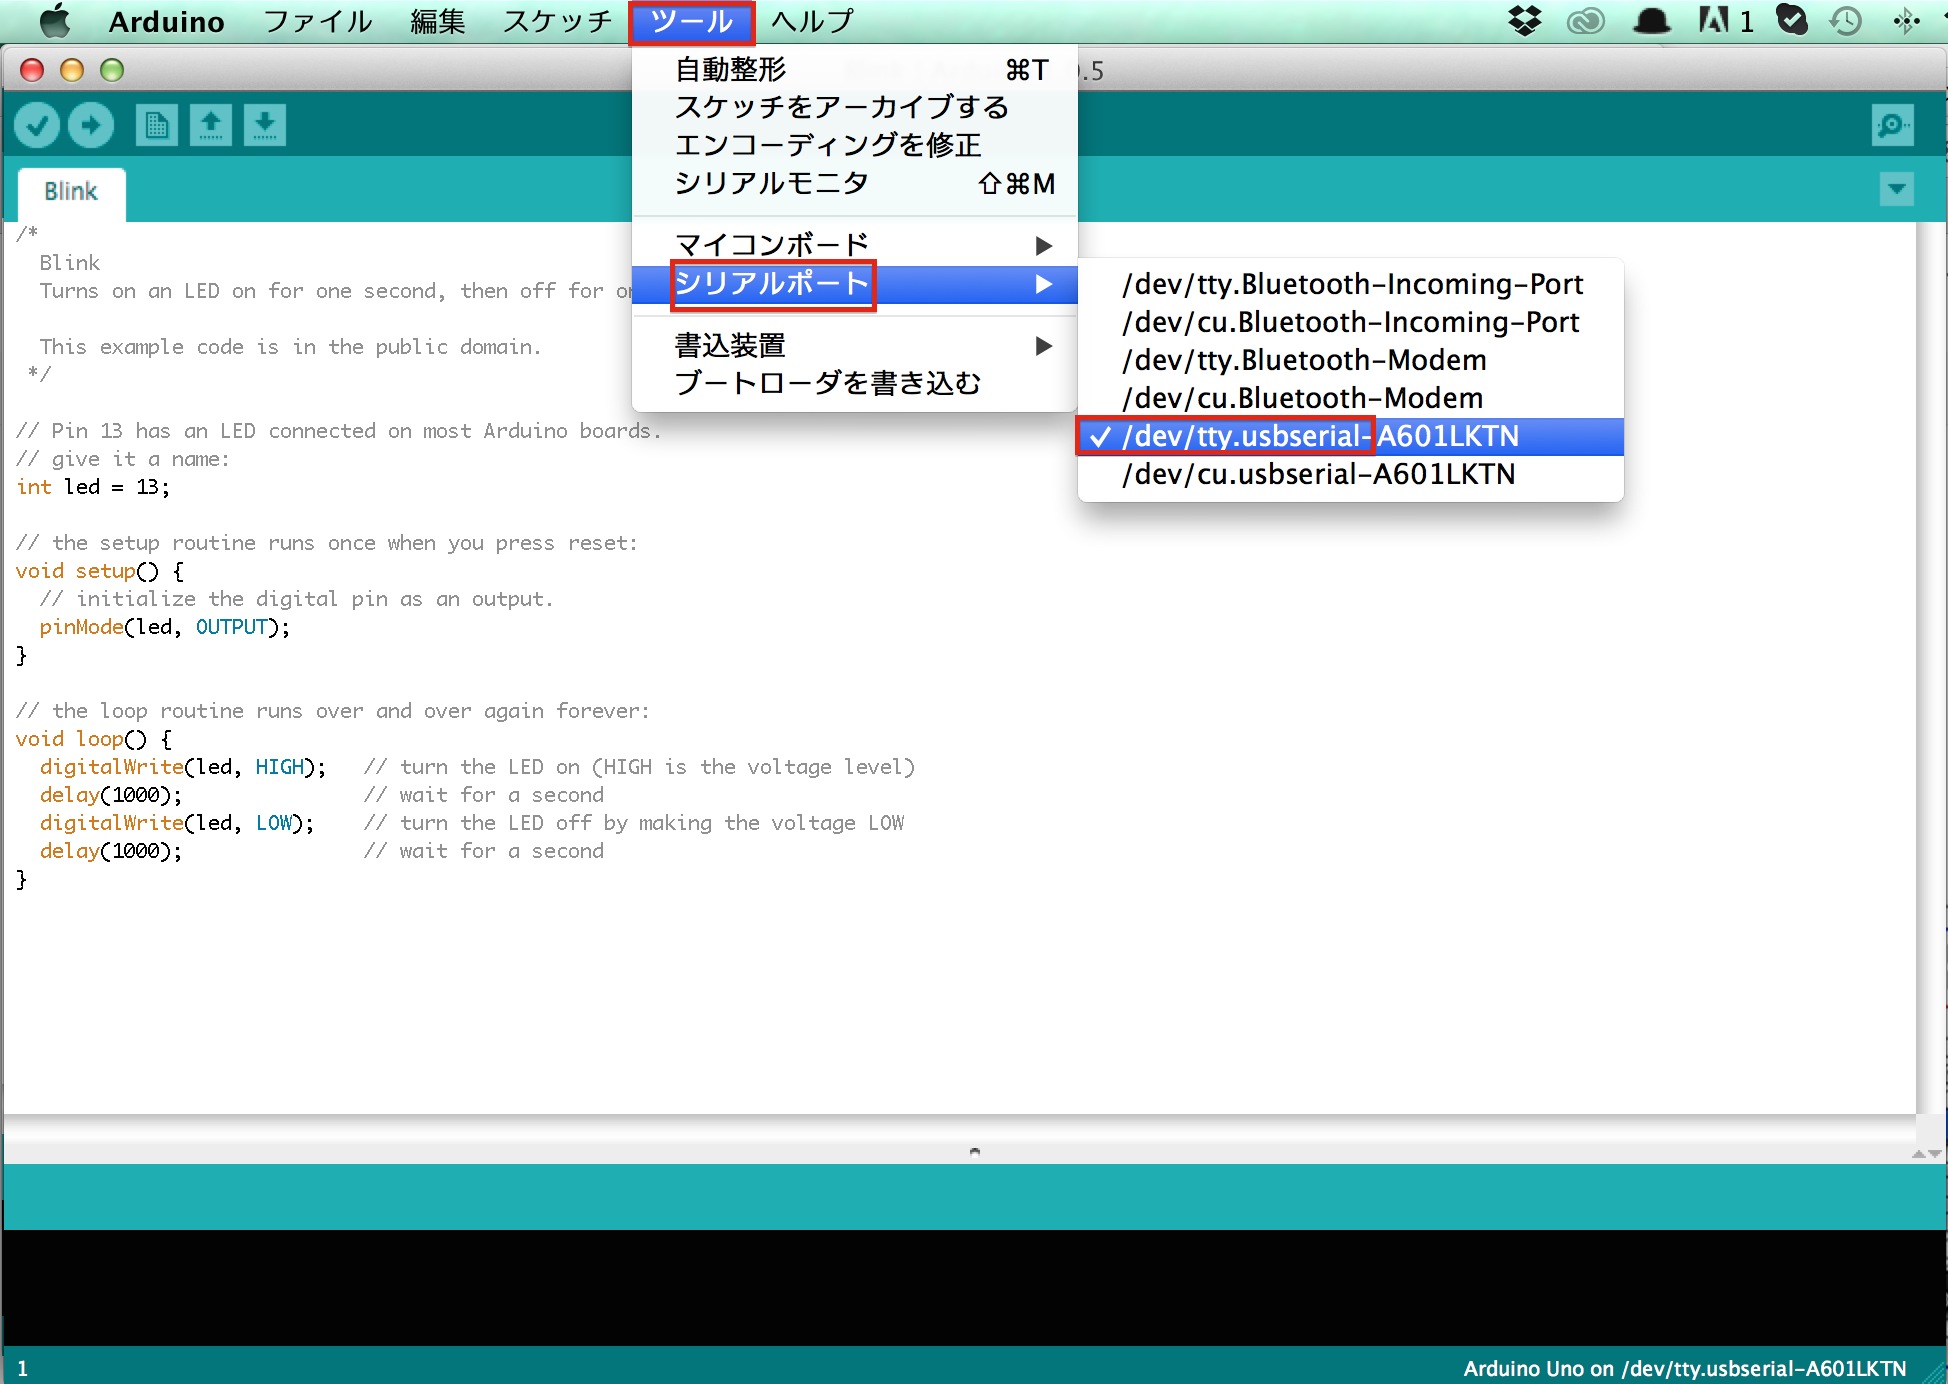 Arduino ファイル 編集 スケッチ ツール ヘルプ 1
.5
自動整形 ⌘T
スケッチをアーカイブする
エンコーディングを修正
シリアルモニタ ⇧⌘M
マイコンボード ▶
シリアルポート ▶
書込装置 ▶
ブートローダを書き込む
/dev/tty.Bluetooth-Incoming-Port
/dev/cu.Bluetooth-Incoming-Port
/dev/tty.Bluetooth-Modem
/dev/cu.Bluetooth-Modem
✓ /dev/tty.usbserial-A601LKTN
/dev/cu.usbserial-A601LKTN
Blink
/*
Blink
Turns on an LED on for one second, then off for
This example code is in the public domain.
*/
// Pin 13 has an LED connected on most Arduino boards.
// give it a name:
int led = 13;
// the setup routine runs once when you press reset:
void setup() {
// initialize the digital pin as an output.
pinMode(led, OUTPUT);
}
// the loop routine runs over and over again forever:
void loop() {
digitalWrite(led, HIGH);   // turn the LED on (HIGH is the voltage level)
delay(1000);               // wait for a second
digitalWrite(led, LOW);    // turn the LED off by making the voltage LOW
delay(1000);               // wait for a second
}
1
Arduino Uno on /dev/tty.usbserial-A601LKTN